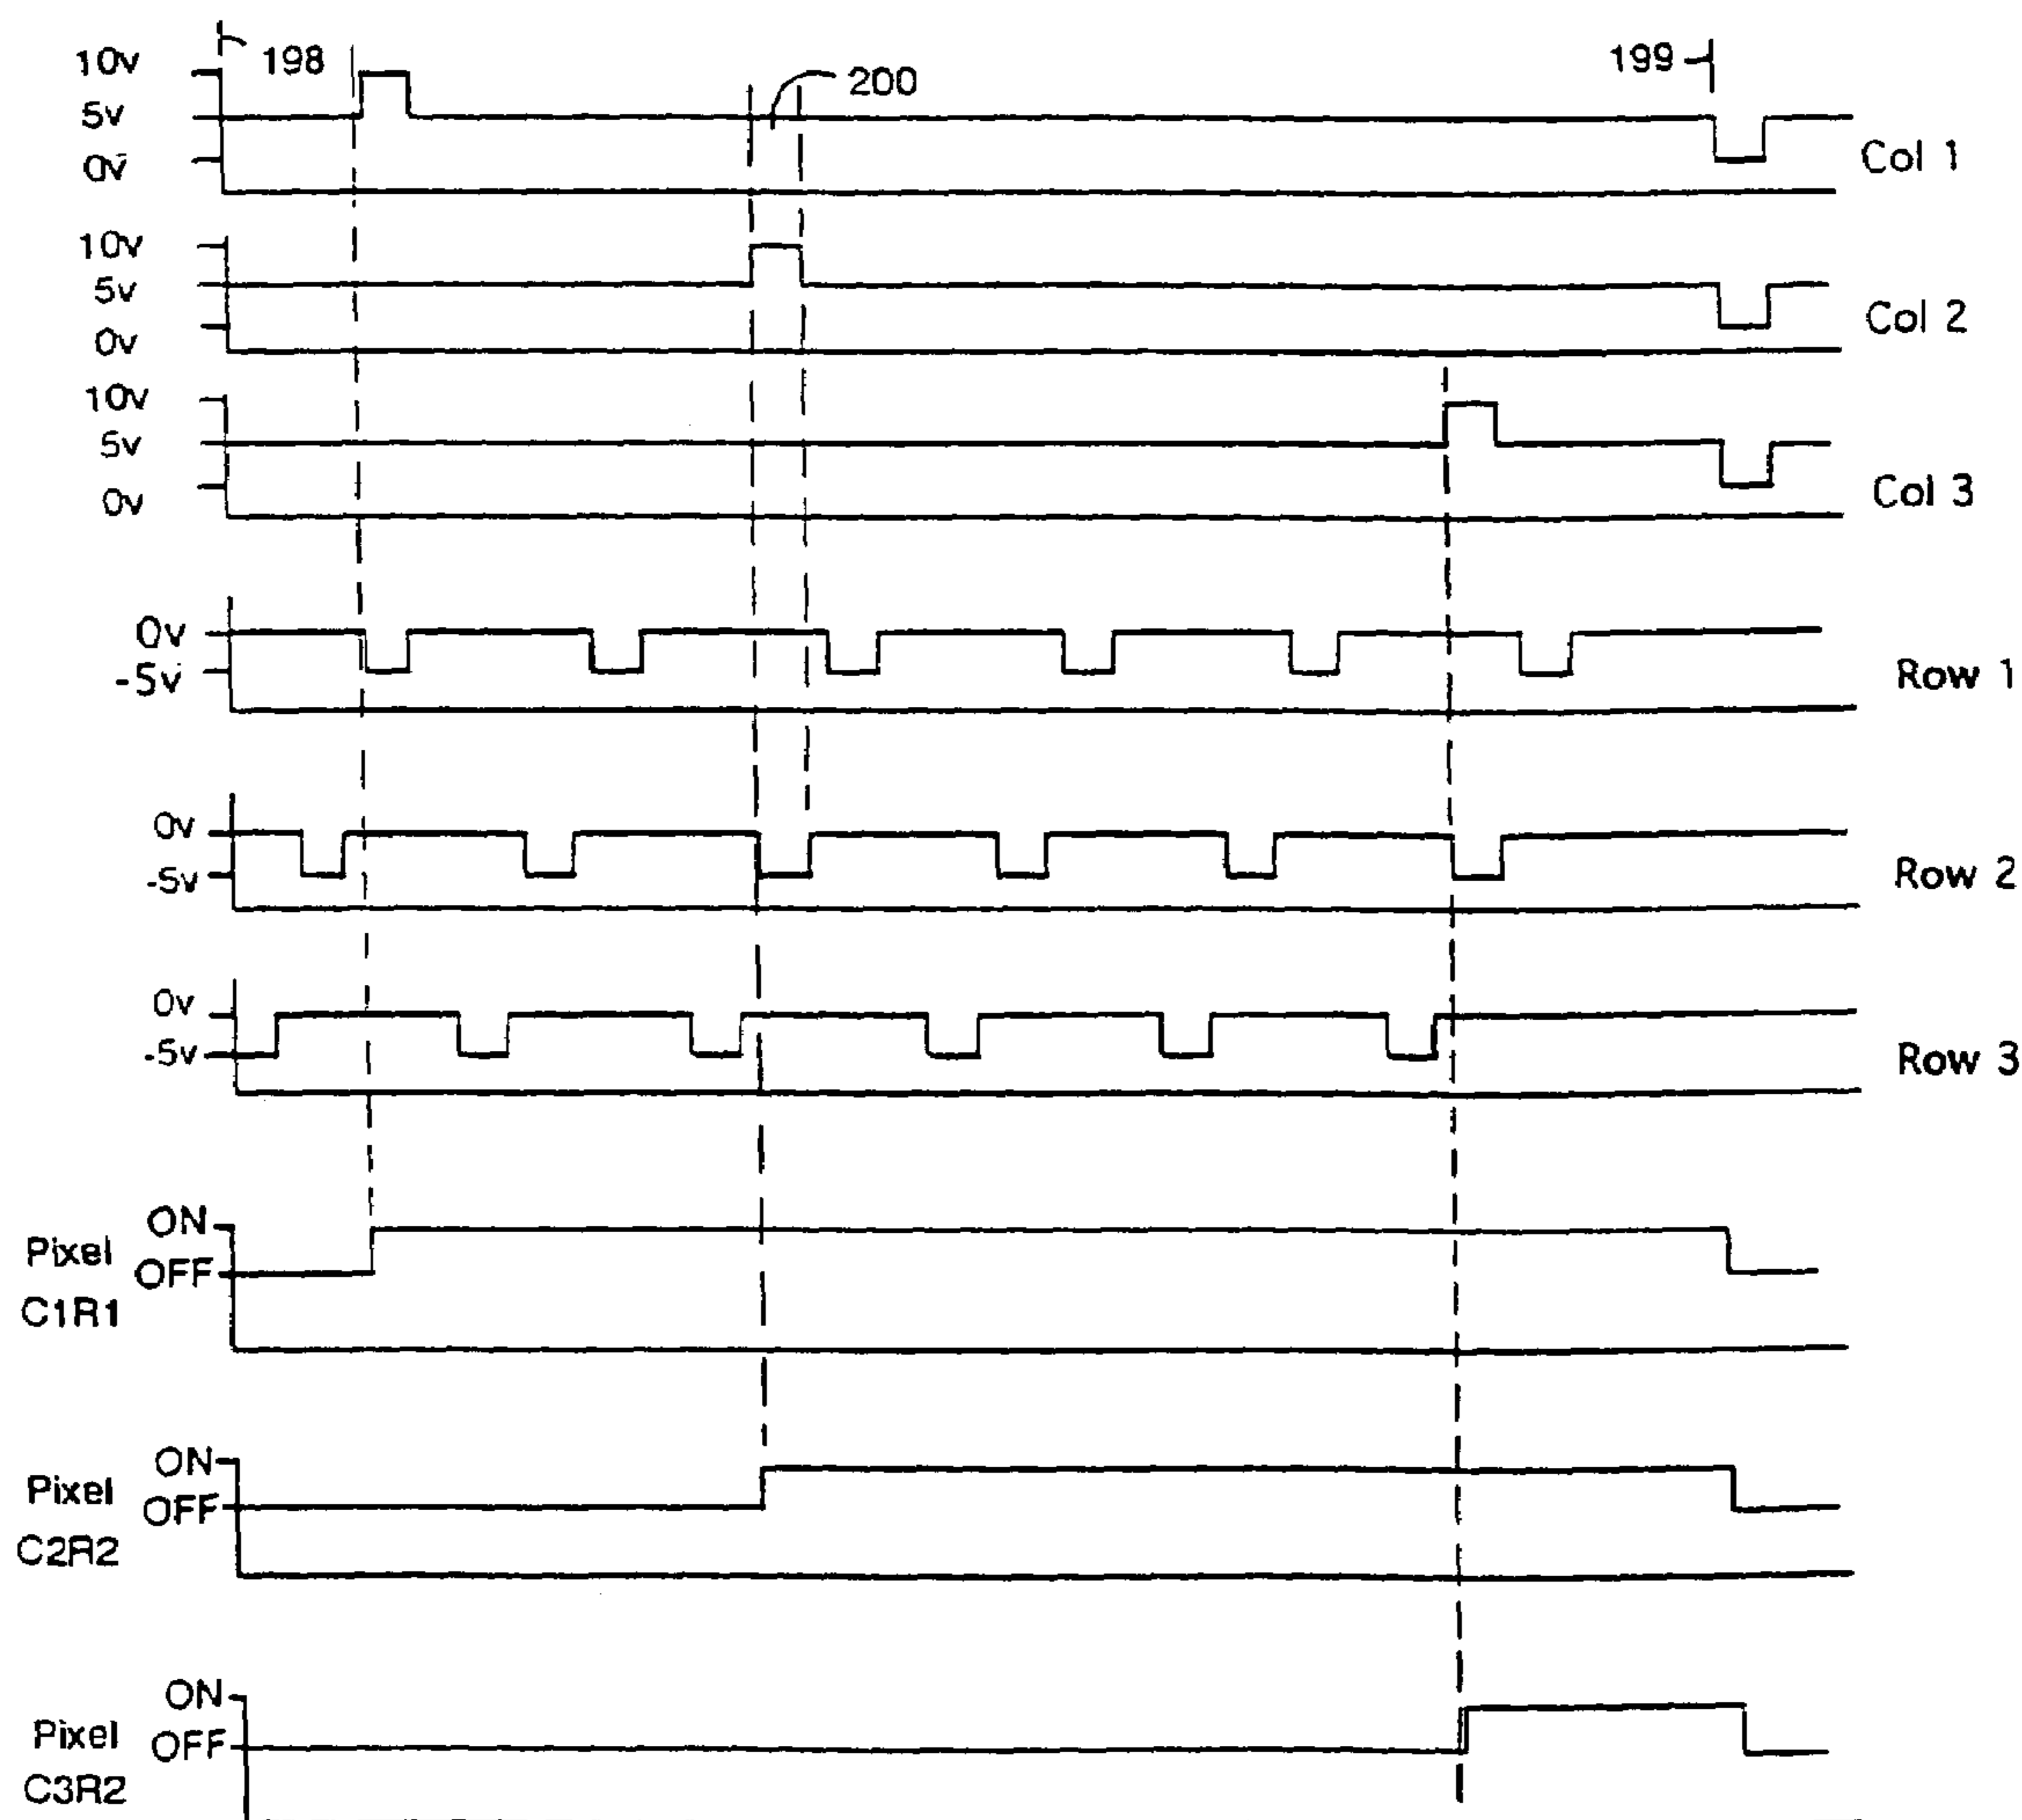 198
199
200
10v
5v
0v
Col 1
10v
5v
0v
Col 2
10v
5v
0v
Col 3
0v
-5v
Row 1
0v
-5v
Row 2
0v
-5v
Row 3
ON
Pixel
OFF
C1R1
ON
Pixel
OFF
C2R2
ON
Pixel
OFF
C3R2